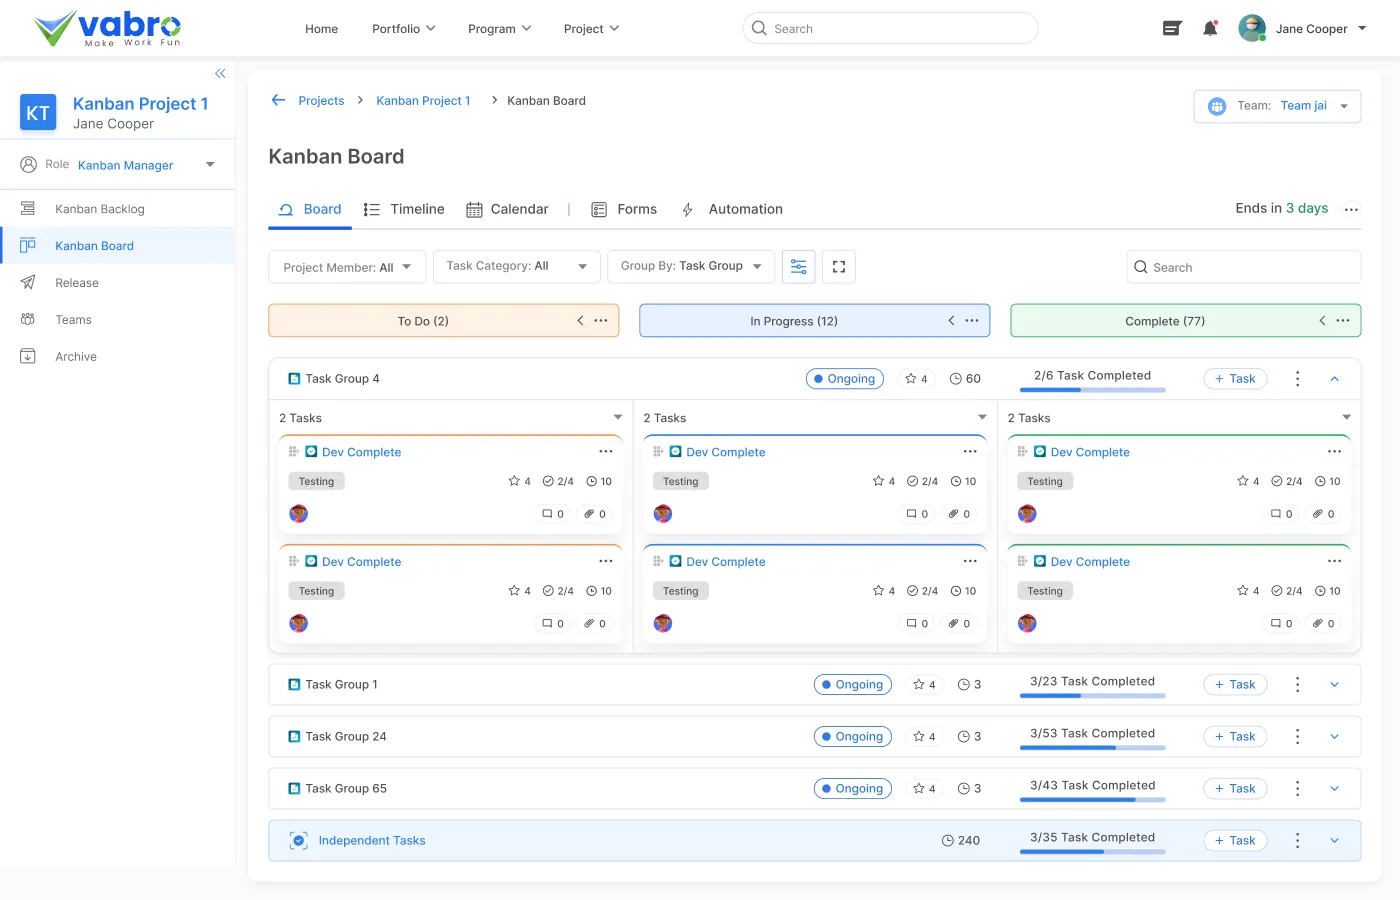 vabro
Make Work Fun
Home Portfolio Program Project Search Jane Cooper
KT Kanban Project 1
Jane Cooper
Role Kanban Manager
Kanban Backlog
Kanban Board
Release
Teams
Archive
Projects > Kanban Project 1 > Kanban Board
Team: Team jai
Kanban Board
Board Timeline Calendar | Forms Automation Ends in 3 days
Project Member: All Task Category: All Group By: Task Group Search
To Do (2) In Progress (12) Complete (77)
Task Group 4 Ongoing 4 60 2/6 Task Completed + Task
2 Tasks 2 Tasks 2 Tasks
Dev Complete Dev Complete Dev Complete
Testing 4 2/4 10 Testing 4 2/4 10 Testing 4 2/4 10
0 0 0 0 0 0
Dev Complete Dev Complete Dev Complete
Testing 4 2/4 10 Testing 4 2/4 10 Testing 4 2/4 10
0 0 0 0 0 0
Task Group 1 Ongoing 4 3 3/23 Task Completed + Task
Task Group 24 Ongoing 4 3 3/53 Task Completed + Task
Task Group 65 Ongoing 4 3 3/43 Task Completed + Task
Independent Tasks 240 3/35 Task Completed + Task